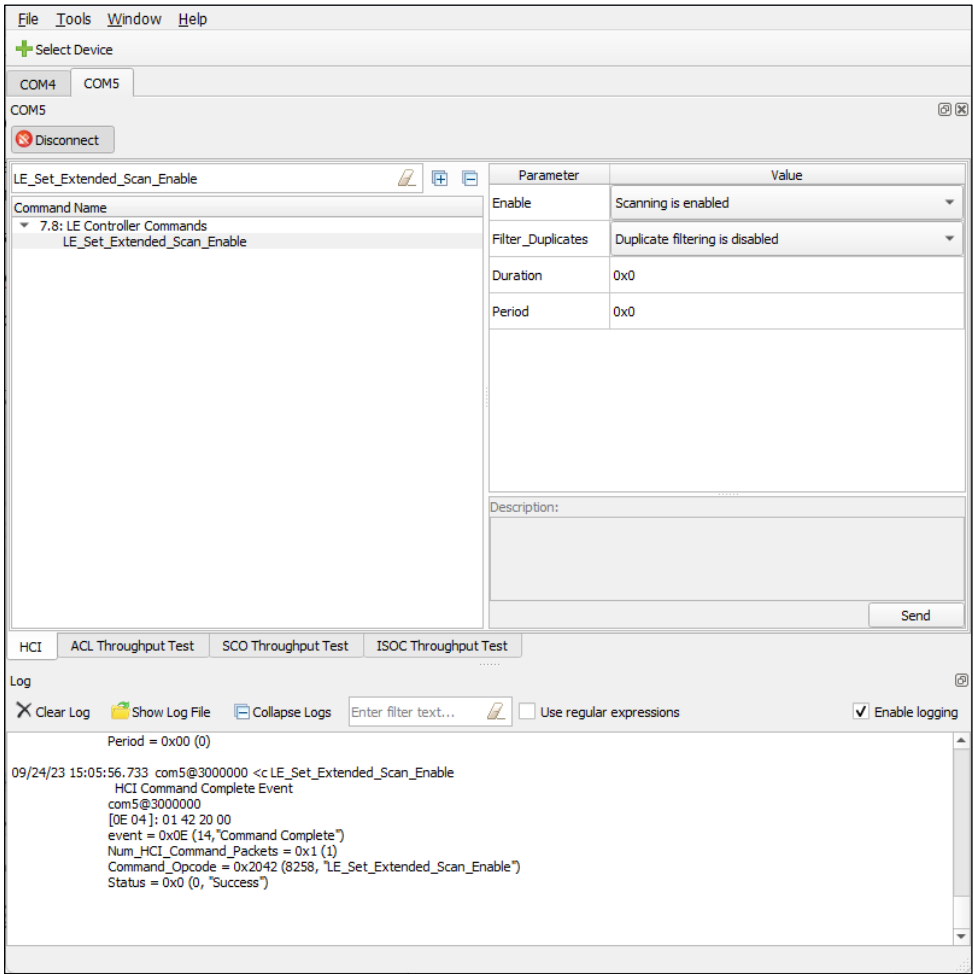 File Tools Window Help
Select Device
COM4 COM5
COM5
Disconnect
LE_Set_Extended_Scan_Enable
Command Name
7.8: LE Controller Commands
LE_Set_Extended_Scan_Enable
Parameter Value
Enable Scanning is enabled
Filter_Duplicates Duplicate filtering is disabled
Duration 0x0
Period 0x0
Description:
Send
HCI ACL Throughput Test SCO Throughput Test ISOC Throughput Test
Log
Clear Log Show Log File Collapse Logs Enter filter text... Use regular expressions Enable logging
Period = 0x00 (0)
09/24/23 15:05:56.733 com5@3000000 <c LE_Set_Extended_Scan_Enable
HCI Command Complete Event
com5@3000000
[0E 04 ]: 01 42 20 00
event = 0x0E (14,"Command Complete")
Num_HCI_Command_Packets = 0x1 (1)
Command_Opcode = 0x2042 (8258, "LE_Set_Extended_Scan_Enable")
Status = 0x0 (0, "Success")